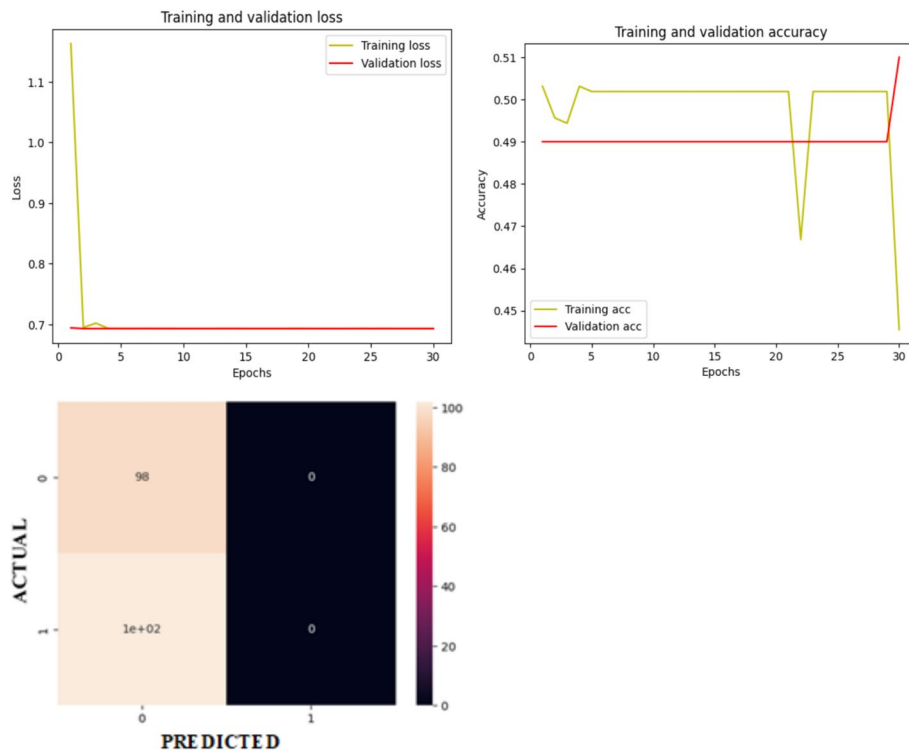 Training and validation loss
Training loss
Validation loss
1.1
1.0
0.9
0.8
0.7
Loss
0 5 10 15 20 25 30
Epochs
Training and validation accuracy
0.51
0.50
0.49
0.48
0.47
0.46
0.45
Accuracy
Training acc
Validation acc
0 5 10 15 20 25 30
Epochs
ACTUAL
0
1
98 0
1e+02 0
0 1
PREDICTED
100
80
60
40
20
0